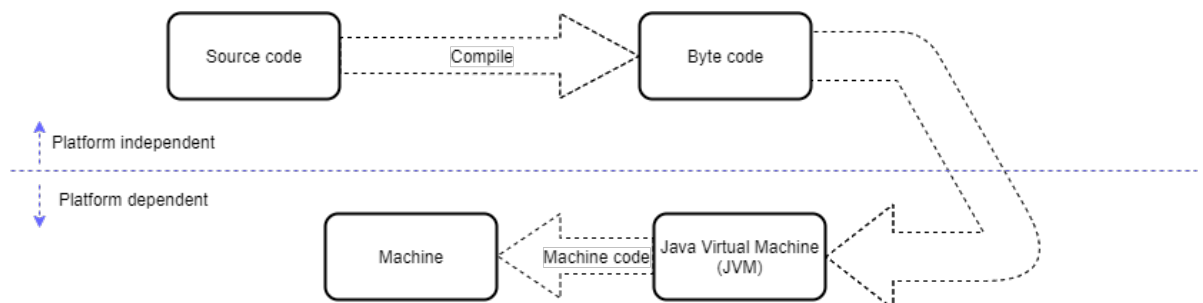 Source code
Compile
Byte code
Platform independent
Platform dependent
Machine
Machine code
Java Virtual Machine
(JVM)